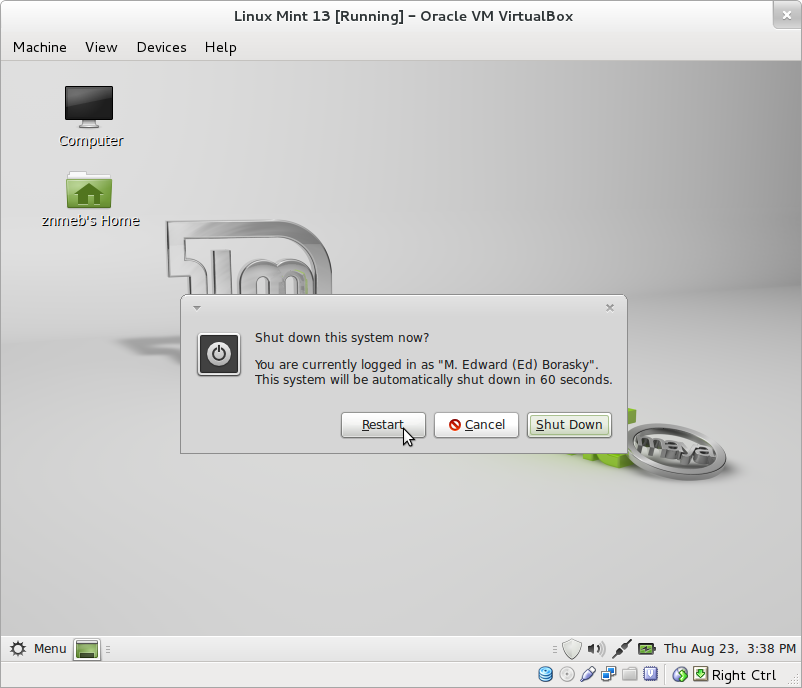 Linux Mint 13 [Running] – Oracle VM VirtualBox
Machine View Devices Help
Computer
znmeb's Home
m
Shut down this system now?
You are currently logged in as "M. Edward (Ed) Borasky".
This system will be automatically shut down in 60 seconds.
Restart Cancel Shut Down
maya
Menu Thu Aug 23, 3:38 PM
Right Ctrl